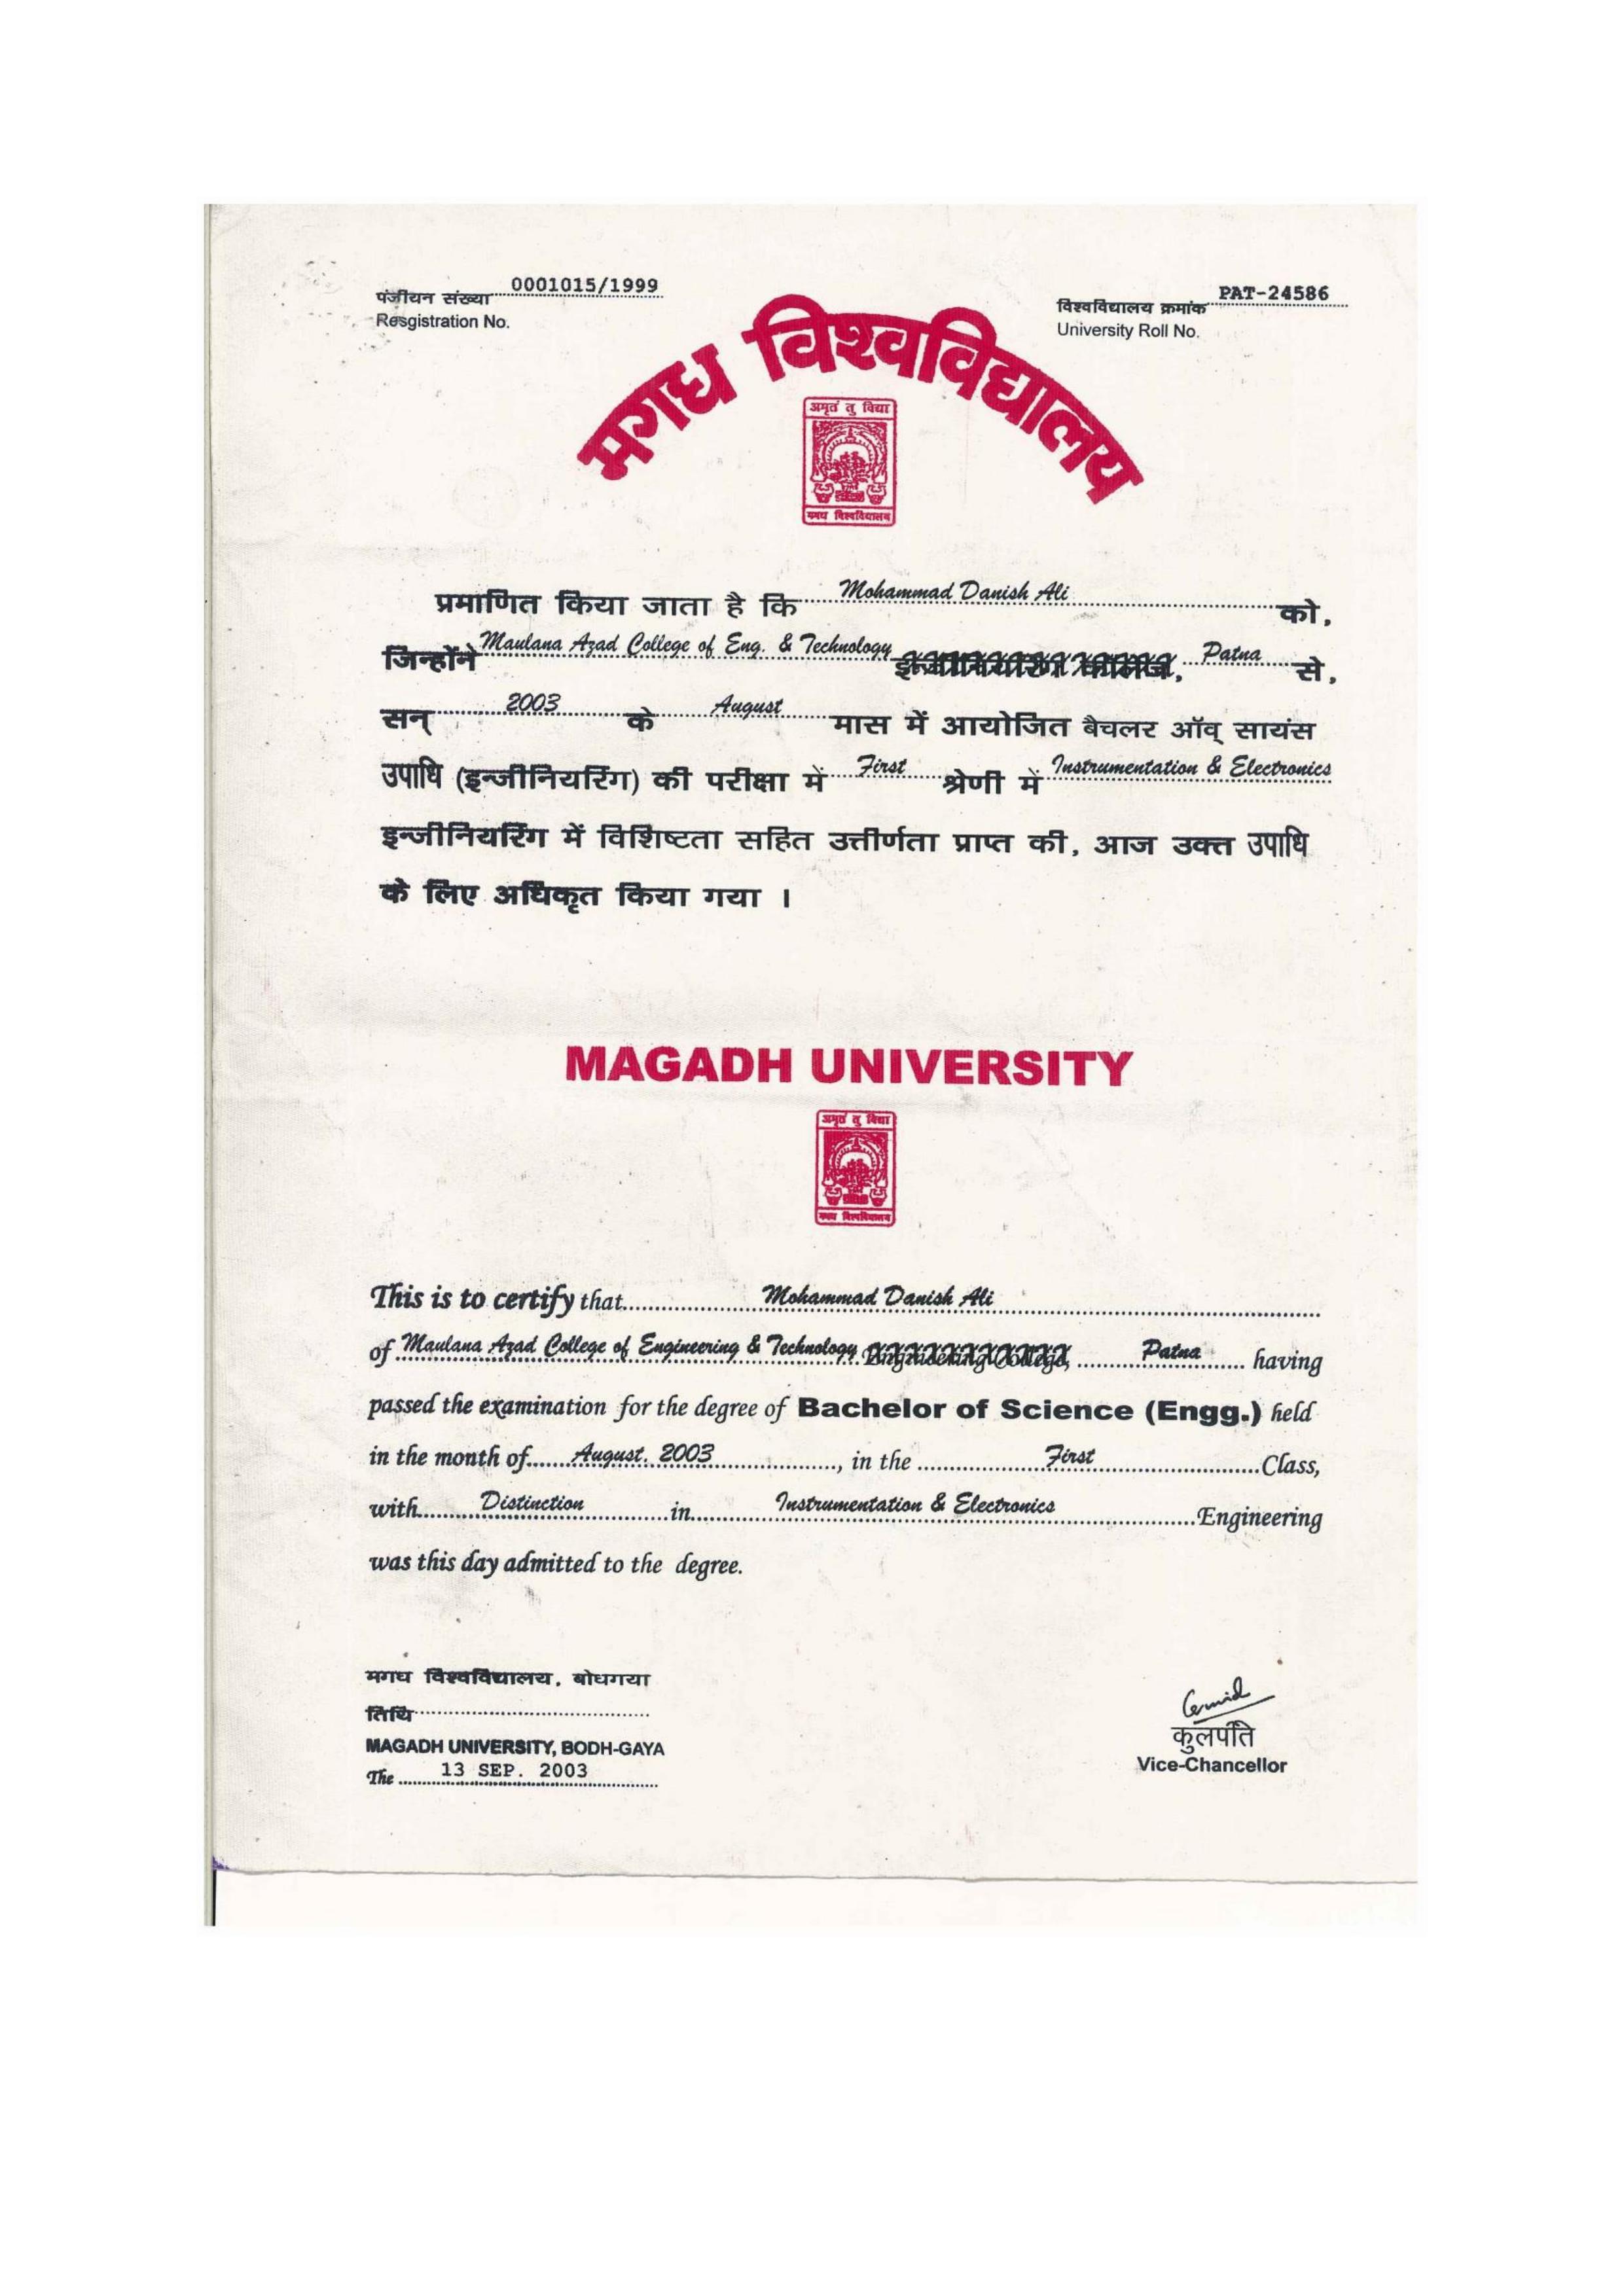 0001015/1999
पंजीयन संख्या
Resgistration No.
PAT-24586
विश्वविद्यालय क्रमांक
University Roll No.
मगध विश्वविद्यालय
अमृतं तु विद्या
मगध विश्वविद्यालय
प्रमाणित किया जाता है कि Mohammad Danish Ali को,
जिन्होंने Maulana Azad College of Eng. & Technology इन्जीनियरिंग कॉलेज, Patna से,
सन् 2003 के August मास में आयोजित बैचलर ऑव् सायंस
उपाधि (इन्जीनियरिंग) की परीक्षा में First श्रेणी में Instrumentation & Electronics
इन्जीनियरिंग में विशिष्टता सहित उत्तीर्णता प्राप्त की, आज उक्त उपाधि
के लिए अधिकृत किया गया ।
MAGADH UNIVERSITY
अमृतं तु विद्या
मगध विश्वविद्यालय
This is to certify that Mohammad Danish Ali
of Maulana Azad College of Engineering & Technology Engineering College, Patna having
passed the examination for the degree of Bachelor of Science (Engg.) held
in the month of August. 2003, in the First Class,
with Distinction in Instrumentation & Electronics Engineering
was this day admitted to the degree.
मगध विश्वविद्यालय, बोधगया
तिथि
MAGADH UNIVERSITY, BODH-GAYA
The 13 SEP. 2003
कुलपति
Vice-Chancellor